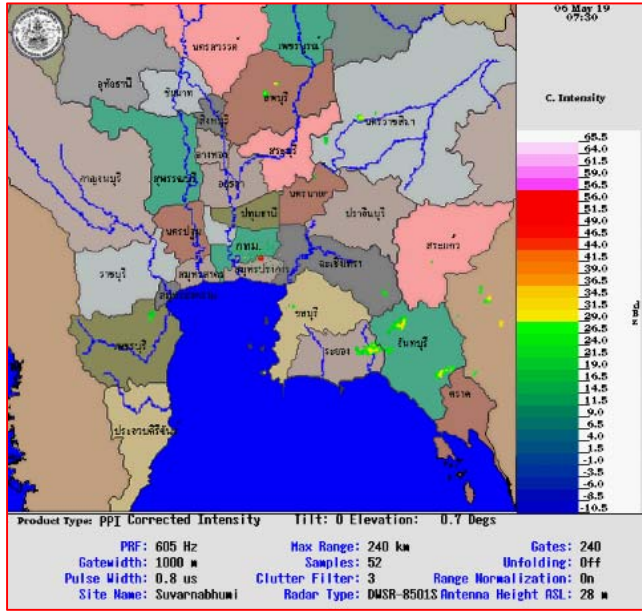 06 May 19
07:30
C. Intensity
เพชรบูรณ์
นครสวรรค์
อุทัยธานี
ชัยนาท
ลพบุรี
สิงห์บุรี
นครราชสีมา
อ่างทอง
สระบุรี
กาญจนบุรี
สุพรรณบุรี
อยุธยา
นครนายก
ปราจีนบุรี
ปทุมธานี
นครปฐม
กทม.
สระแก้ว
ราชบุรี
สมุทรสาคร
สมุทรปราการ
ฉะเชิงเทรา
ชลบุรี
เพชรบุรี
ระยอง
จันทบุรี
ตราด
ประจวบคีรีขันธ์
65.5
64.0
61.5
56.5
56.0
51.5
49.0
46.5
44.0
41.5
39.0
36.5
34.0
31.5
29.0
26.5
24.0
21.5
19.0
16.5
14.0
11.5
9.0
6.5
4.0
1.5
-1.0
-3.5
-6.0
-8.5
-10.5
Product Type: PPI Corrected Intensity Tilt: 0 Elevation: 0.7 Degs
PRF: 605 Hz Max Range: 240 km Gates: 240
Gatewidth: 1000 m Samples: 52 Unfolding: Off
Pulse Width: 0.8 us Clutter Filter: 3 Range Normalization: On
Site Name: Suvarnabhumi Radar Type: DWSR-8501S Antenna Height ASL: 28 m